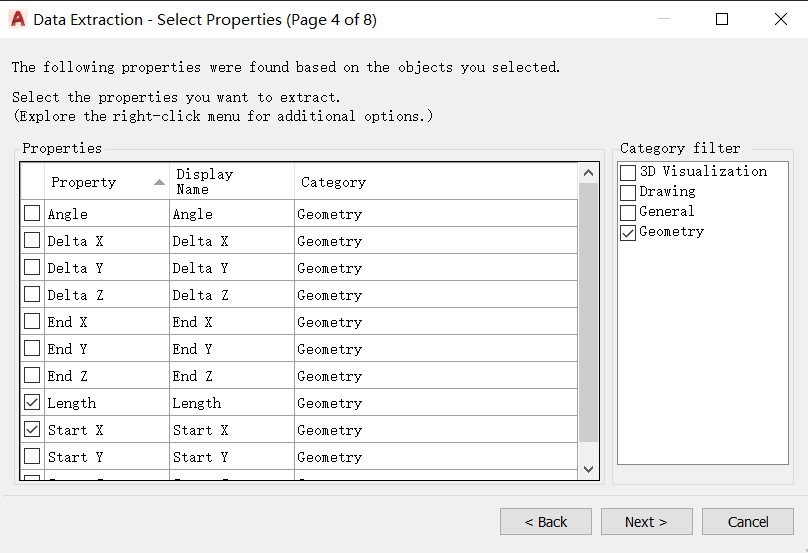 Data Extraction - Select Properties (Page 4 of 8)
The following properties were found based on the objects you selected.
Select the properties you want to extract.
(Explore the right-click menu for additional options.)
Properties
Property Display Name Category
Angle Angle Geometry
Delta X Delta X Geometry
Delta Y Delta Y Geometry
Delta Z Delta Z Geometry
End X End X Geometry
End Y End Y Geometry
End Z End Z Geometry
Length Length Geometry
Start X Start X Geometry
Start Y Start Y Geometry
Category filter
3D Visualization
Drawing
General
Geometry
< Back Next > Cancel